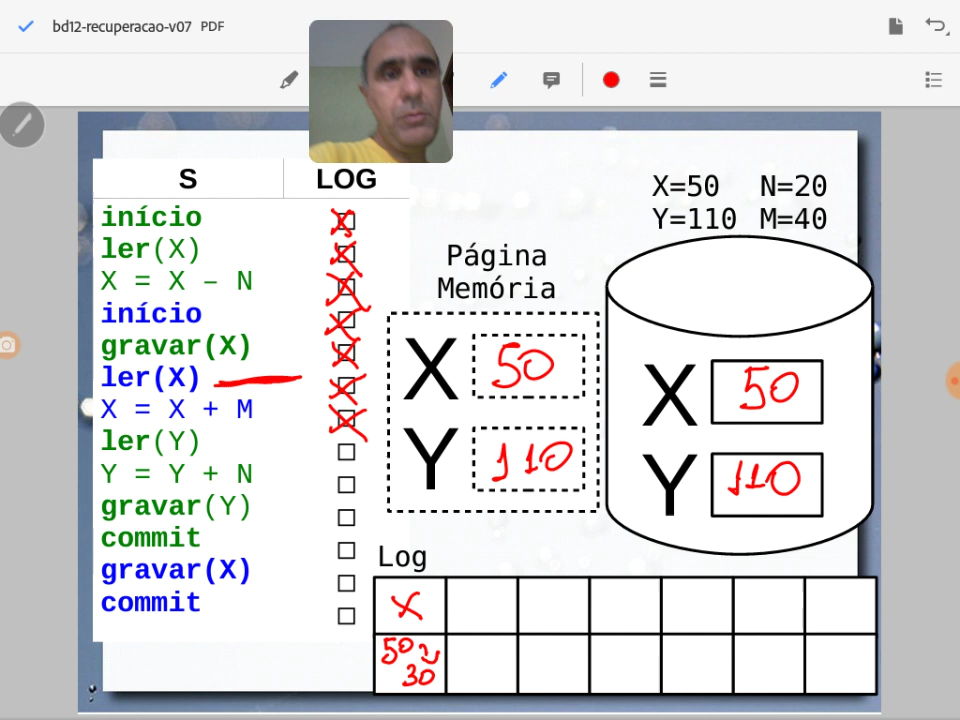 bd12-recuperacao-v07 PDF
S LOG
início
ler(X)
X = X – N
início
gravar(X)
ler(X)
X = X + M
ler(Y)
Y = Y + N
gravar(Y)
commit
gravar(X)
commit
Página
Memória
X 50
Y 110
X=50 N=20
Y=110 M=40
X 50
Y 110
Log
X
50
30